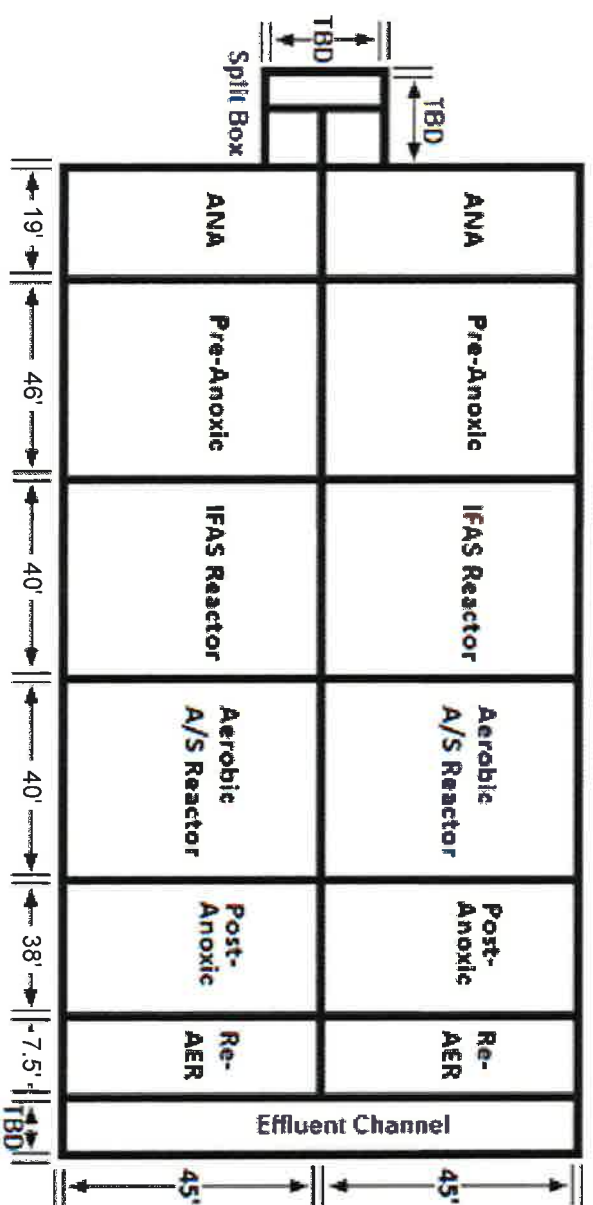 TBD
TBD
Split Box
ANA
ANA
Pre-Anoxic
Pre-Anoxic
IFAS Reactor
IFAS Reactor
Aerobic
A/S Reactor
Aerobic
A/S Reactor
Post-
Anoxic
Post-
Anoxic
Re-
AER
Re-
AER
Effluent Channel
19'
46'
40'
40'
38'
7.5'
TBD
45'
45'